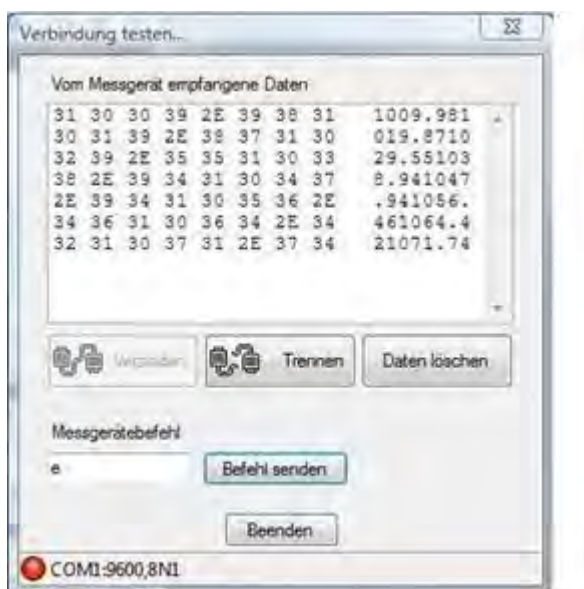 Verbindung testen...
Vom Messgerät empfangene Daten
31 30 30 39 2E 39 38 31 1009.981
30 31 39 2E 38 37 31 30 019.8710
32 39 2E 35 35 31 30 33 29.55103
38 2E 39 34 31 30 34 37 8.941047
2E 39 34 31 30 35 36 2E .941056.
34 36 31 30 36 34 2E 34 461064.4
32 31 30 37 31 2E 37 34 21071.74
Verbinden Trennen Daten löschen
Messgerätebefehl
e Befehl senden
Beenden
COM1:9600,8N1